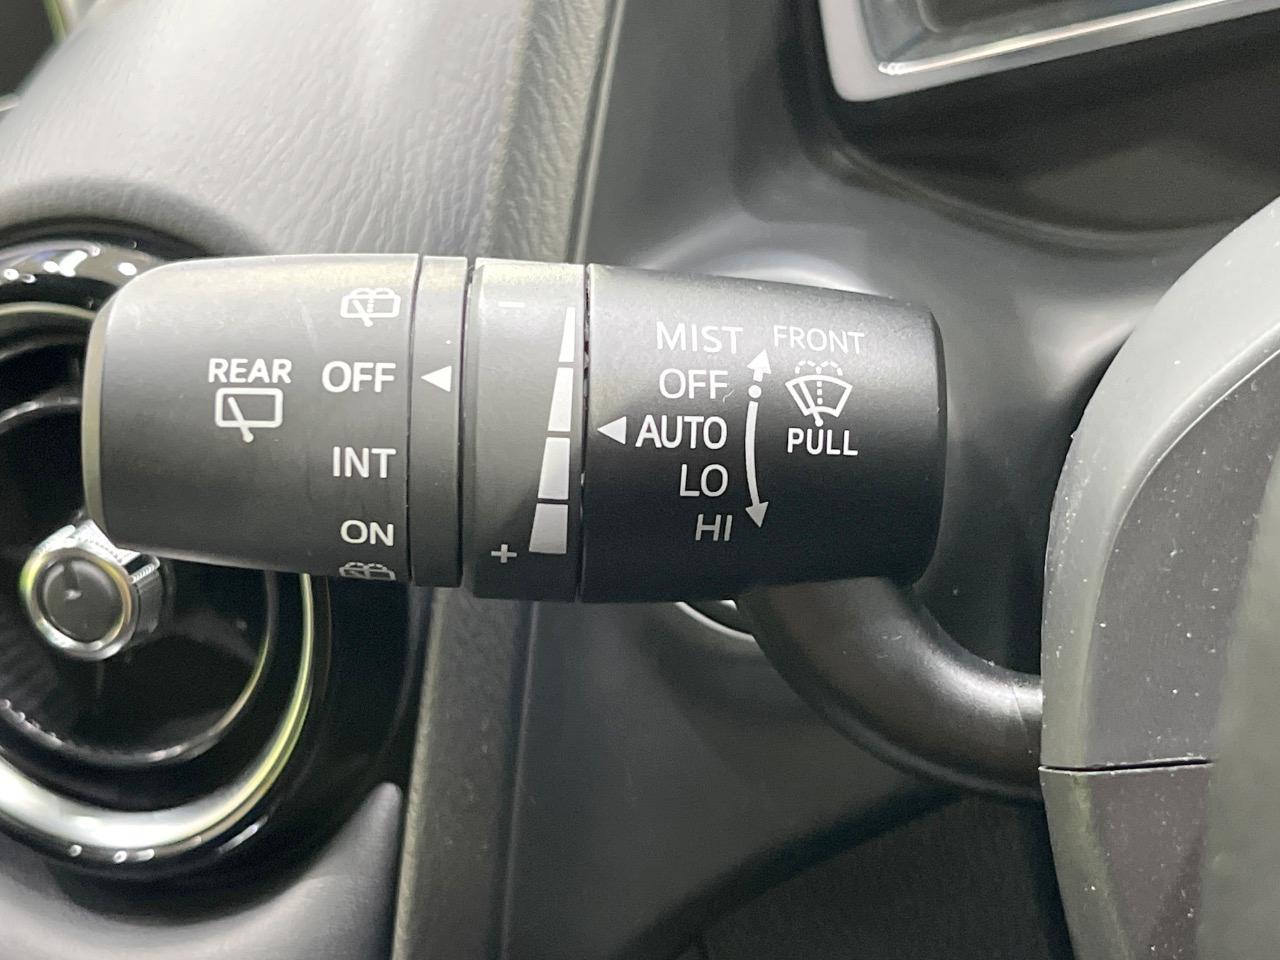 REAR
OFF
INT
ON
−
+
MIST
OFF
AUTO
LO
HI
FRONT
PULL